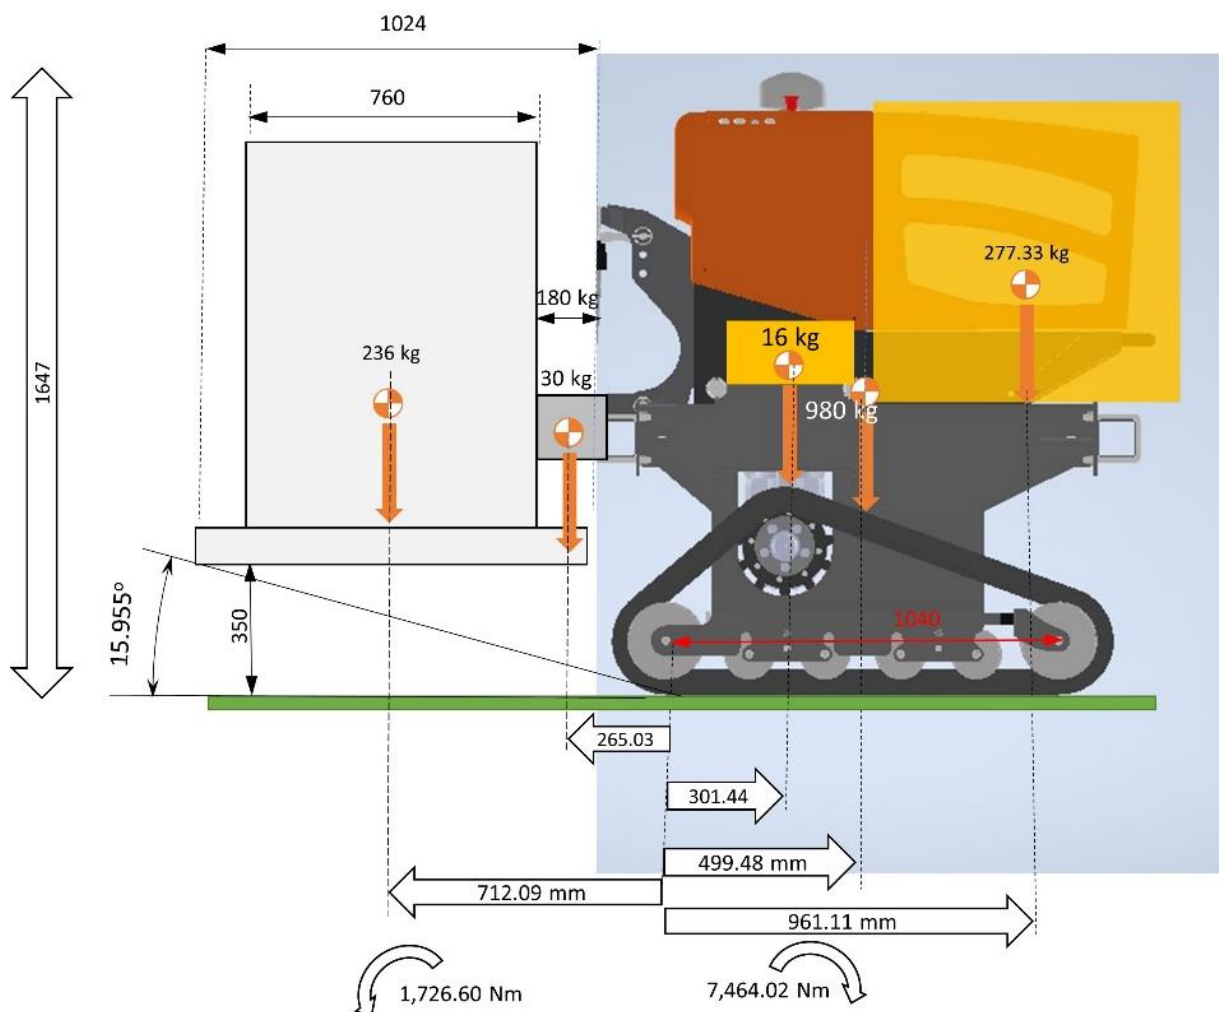 1024
760
1647
277.33 kg
180 kg
16 kg
236 kg
30 kg
980 kg
15.955º
350
1040
265.03
301.44
499.48 mm
712.09 mm
961.11 mm
1,726.60 Nm
7,464.02 Nm